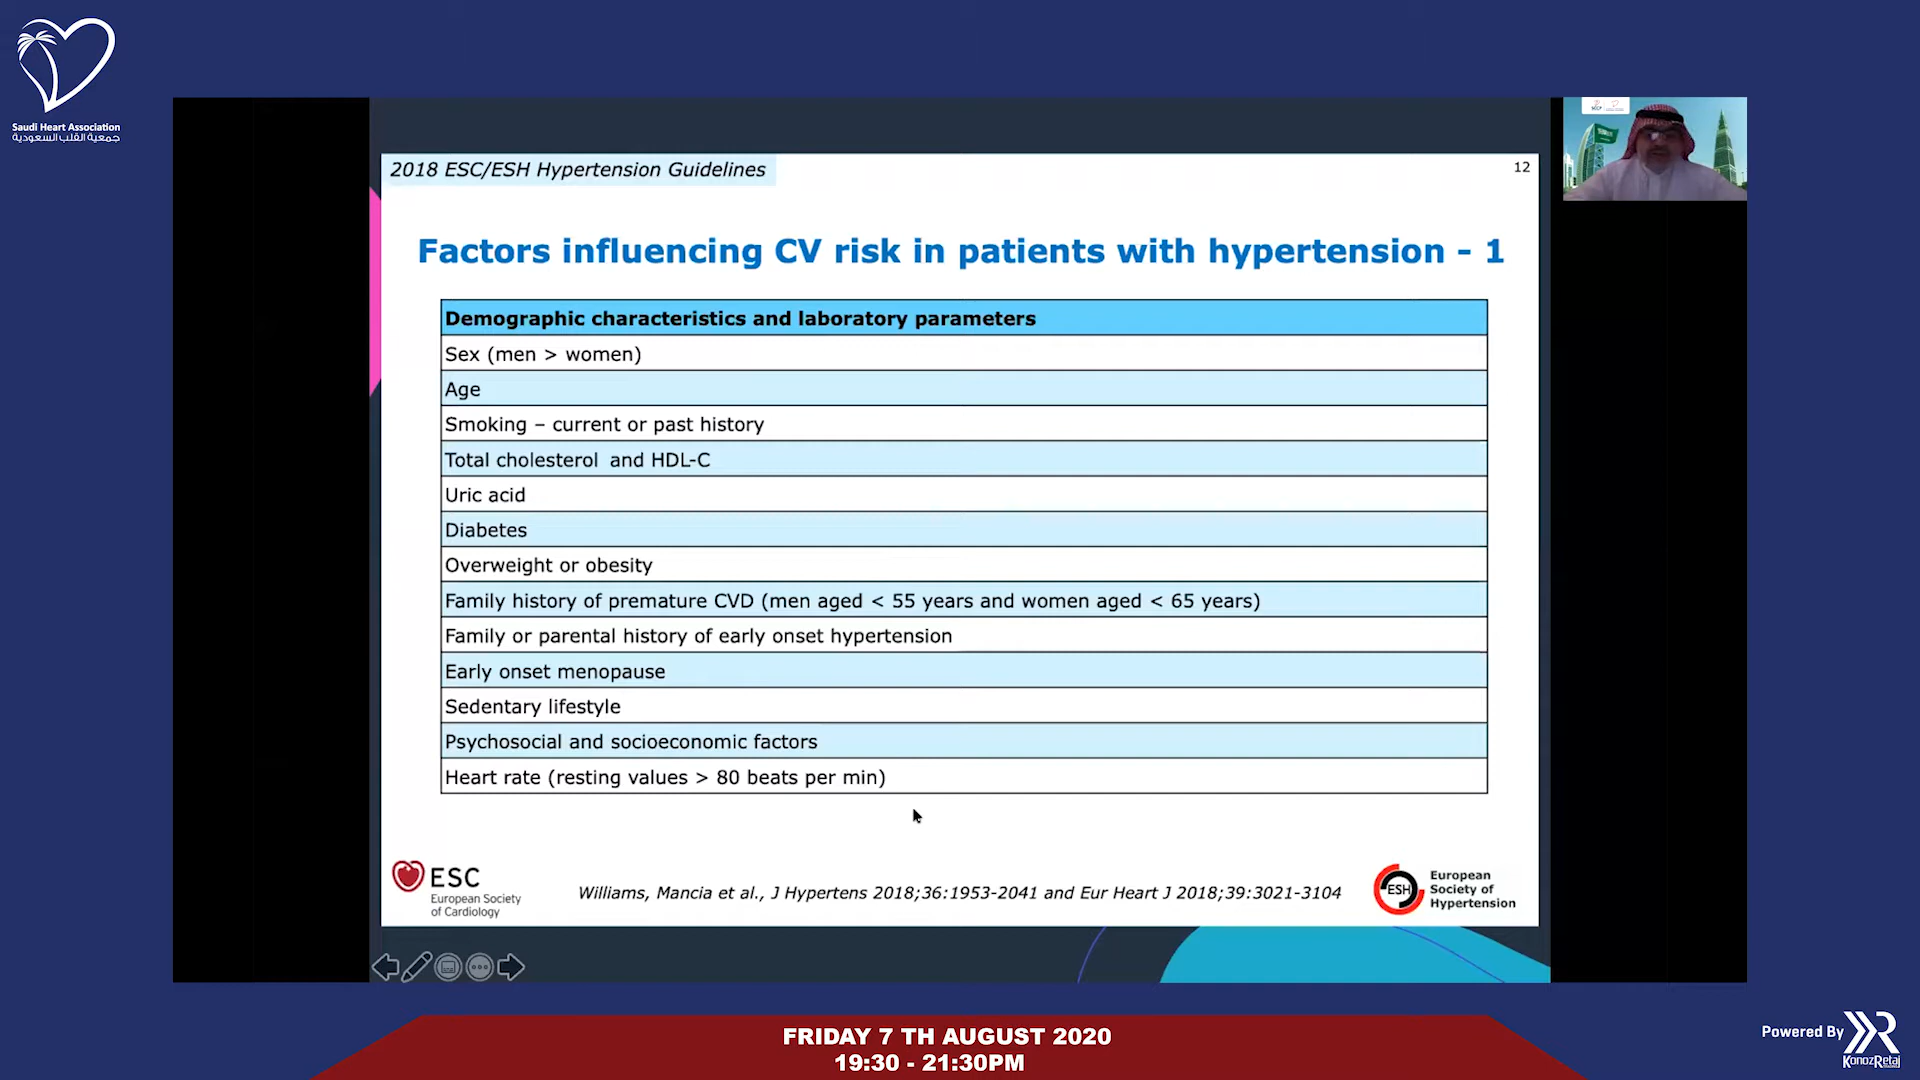 Saudi Heart Association
جمعية القلب السعودية
2018 ESC/ESH Hypertension Guidelines
12
Factors influencing CV risk in patients with hypertension - 1
Demographic characteristics and laboratory parameters
Sex (men > women)
Age
Smoking – current or past history
Total cholesterol and HDL-C
Uric acid
Diabetes
Overweight or obesity
Family history of premature CVD (men aged < 55 years and women aged < 65 years)
Family or parental history of early onset hypertension
Early onset menopause
Sedentary lifestyle
Psychosocial and socioeconomic factors
Heart rate (resting values > 80 beats per min)
ESC
European Society
of Cardiology
Williams, Mancia et al., J Hypertens 2018;36:1953-2041 and Eur Heart J 2018;39:3021-3104
ESH
European
Society of
Hypertension
FRIDAY 7 TH AUGUST 2020
19:30 - 21:30PM
Powered By
KonozRetaj